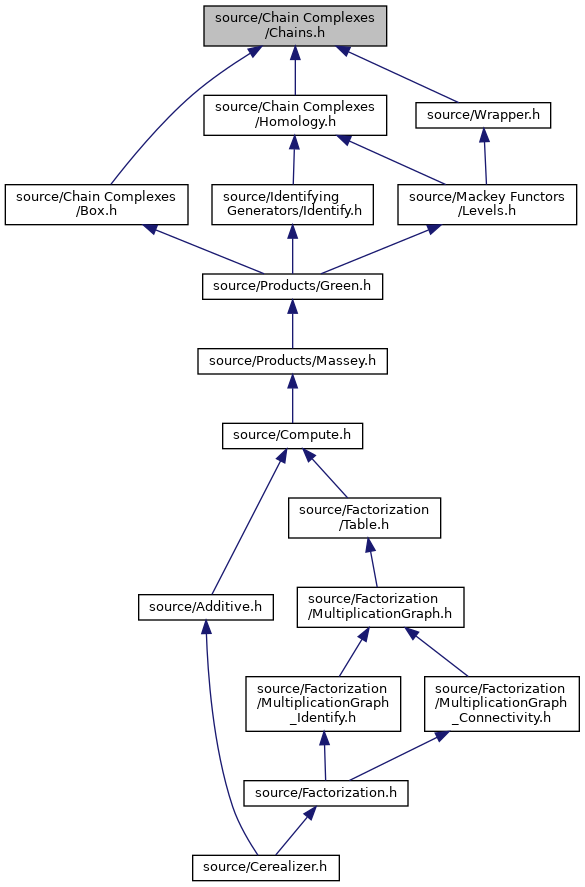 source/Chain Complexes
/Chains.h
source/Chain Complexes
/Homology.h
source/Wrapper.h
source/Chain Complexes
/Box.h
source/Identifying
Generators/Identify.h
source/Mackey Functors
/Levels.h
source/Products/Green.h
source/Products/Massey.h
source/Compute.h
source/Factorization
/Table.h
source/Additive.h
source/Factorization
/MultiplicationGraph.h
source/Factorization
/MultiplicationGraph
_Identify.h
source/Factorization
/MultiplicationGraph
_Connectivity.h
source/Factorization.h
source/Cerealizer.h